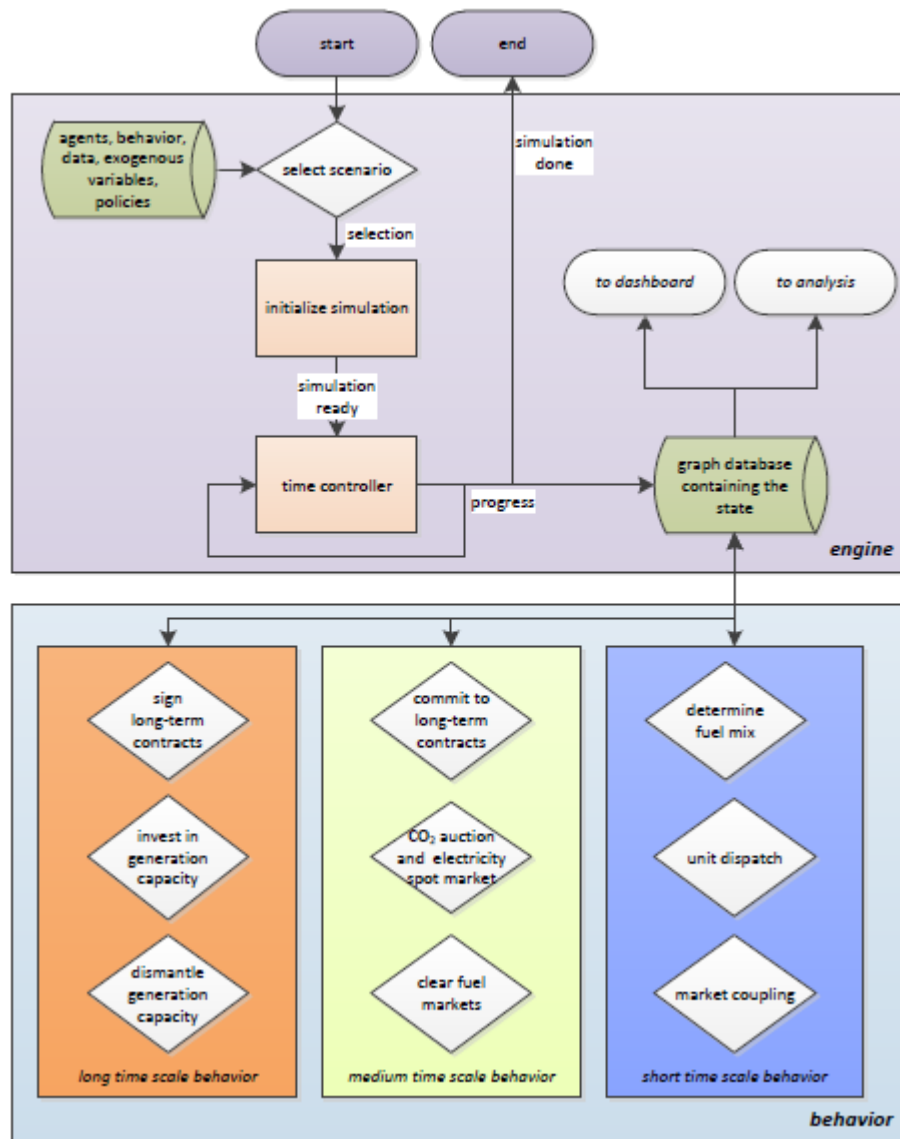 start
end
agents, behavior,
data, exogenous
variables,
policies
select scenario
simulation
done
selection
initialize simulation
to dashboard
to analysis
simulation
ready
time controller
progress
graph database
containing the
state
engine
sign
long-term
contracts
invest in
generation
capacity
dismantle
generation
capacity
long time scale behavior
commit to
long-term
contracts
CO₂ auction
and electricity
spot market
clear fuel
markets
medium time scale behavior
determine
fuel mix
unit dispatch
market coupling
short time scale behavior
behavior